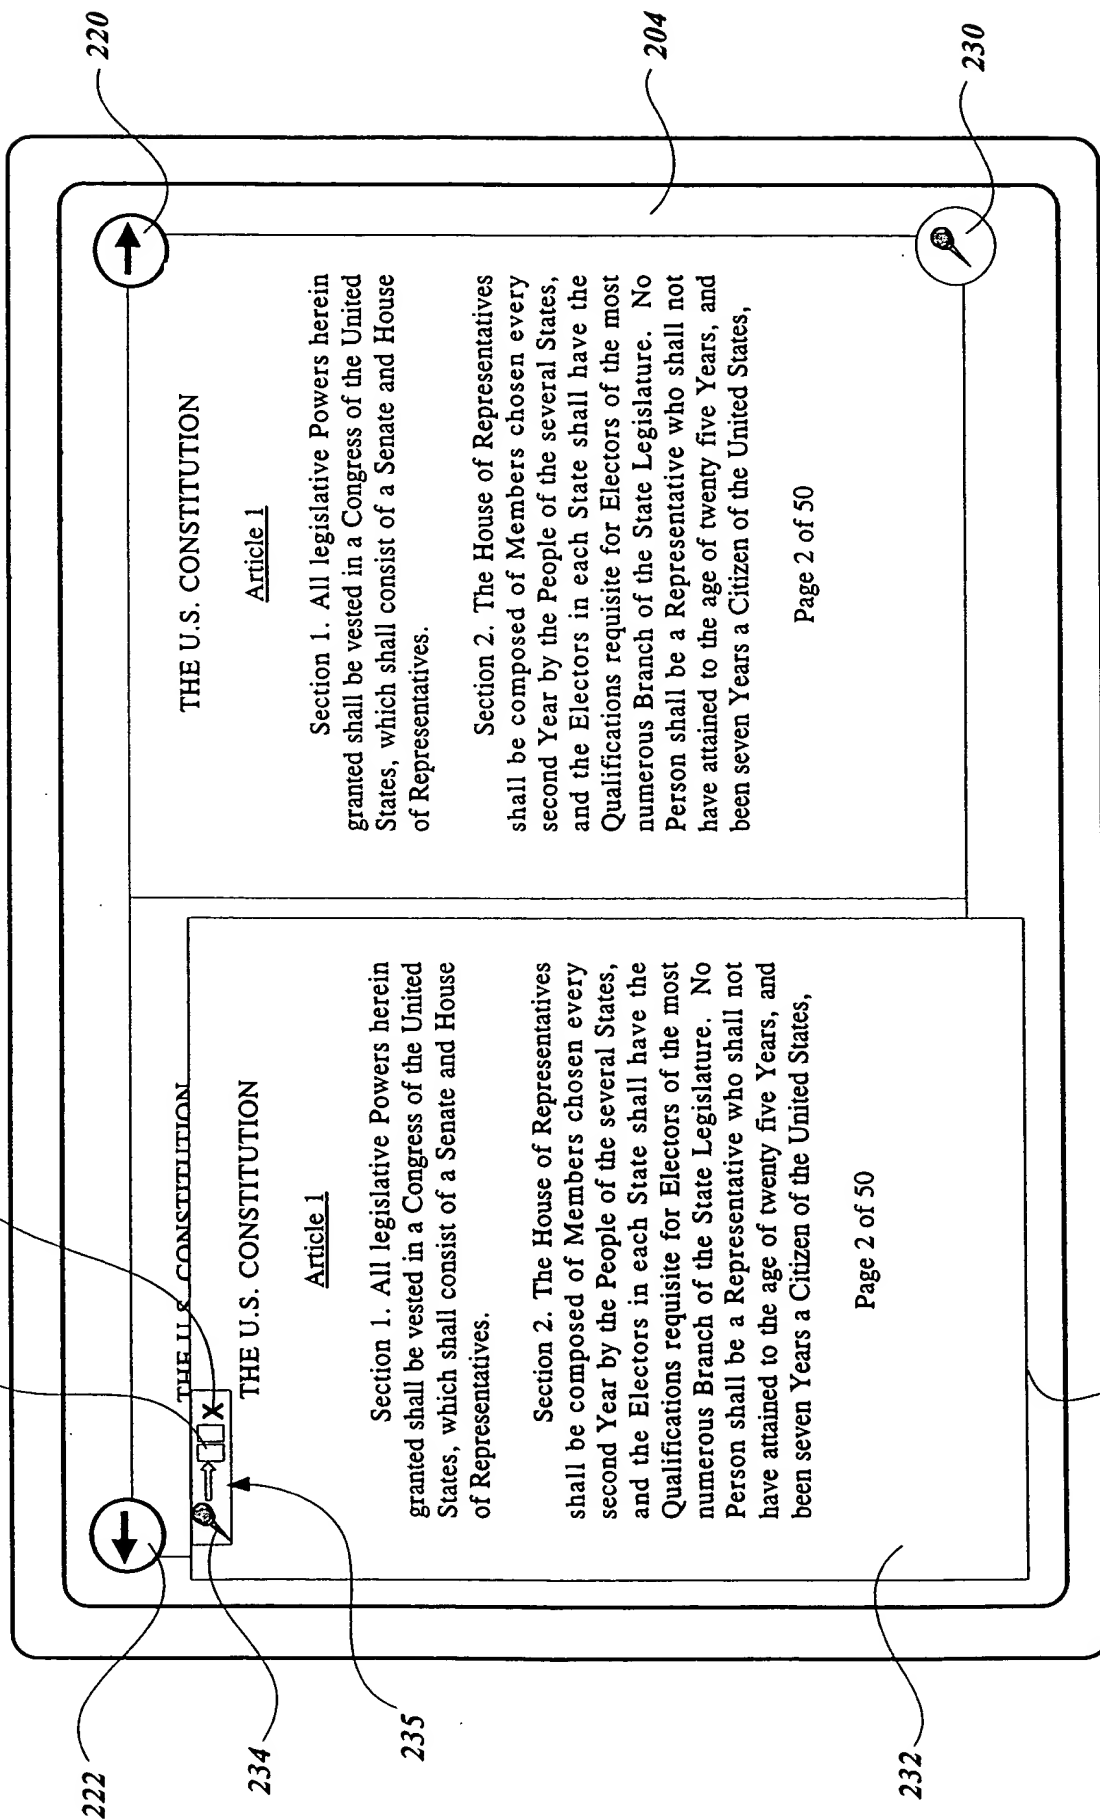 220
204
230
THE U.S. CONSTITUTION
THE U.S. CONSTITUTION
Article 1
Section 1. All legislative Powers herein
granted shall be vested in a Congress of the United
States, which shall consist of a Senate and House
of Representatives.
Section 2. The House of Representatives
shall be composed of Members chosen every
second Year by the People of the several States,
and the Electors in each State shall have the
Qualifications requisite for Electors of the most
numerous Branch of the State Legislature. No
Person shall be a Representative who shall not
have attained to the age of twenty five Years, and
been seven Years a Citizen of the United States,
Page 2 of 50
THE U.S. CONSTITUTION
Article 1
Section 1. All legislative Powers herein
granted shall be vested in a Congress of the United
States, which shall consist of a Senate and House
of Representatives.
Section 2. The House of Representatives
shall be composed of Members chosen every
second Year by the People of the several States,
and the Electors in each State shall have the
Qualifications requisite for Electors of the most
numerous Branch of the State Legislature. No
Person shall be a Representative who shall not
have attained to the age of twenty five Years, and
been seven Years a Citizen of the United States,
Page 2 of 50
X
222
234
235
232